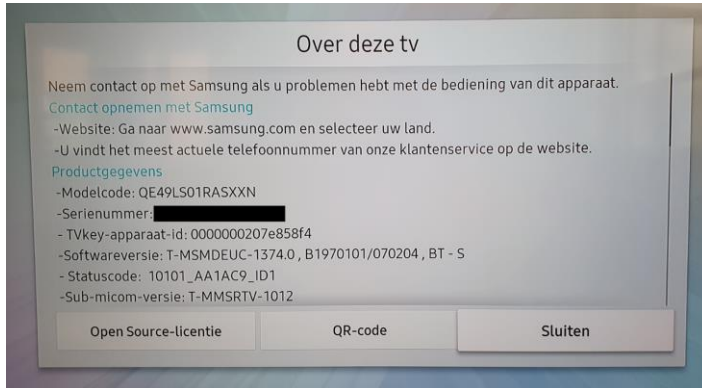 Over deze tv
Neem contact op met Samsung als u problemen hebt met de bediening van dit apparaat.
Contact opnemen met Samsung
-Website: Ga naar www.samsung.com en selecteer uw land.
-U vindt het meest actuele telefoonnummer van onze klantenservice op de website.
Productgegevens
-Modelcode: QE49LS01RASXXN
-Serienummer:
- TVkey-apparaat-id: 0000000207e858f4
-Softwareversie: T-MSMDEUC-1374.0 , B1970101/070204 , BT - S
- Statuscode: 10101_AA1AC9_ID1
-Sub-micom-versie: T-MMSRTV-1012
Open Source-licentie
QR-code
Sluiten